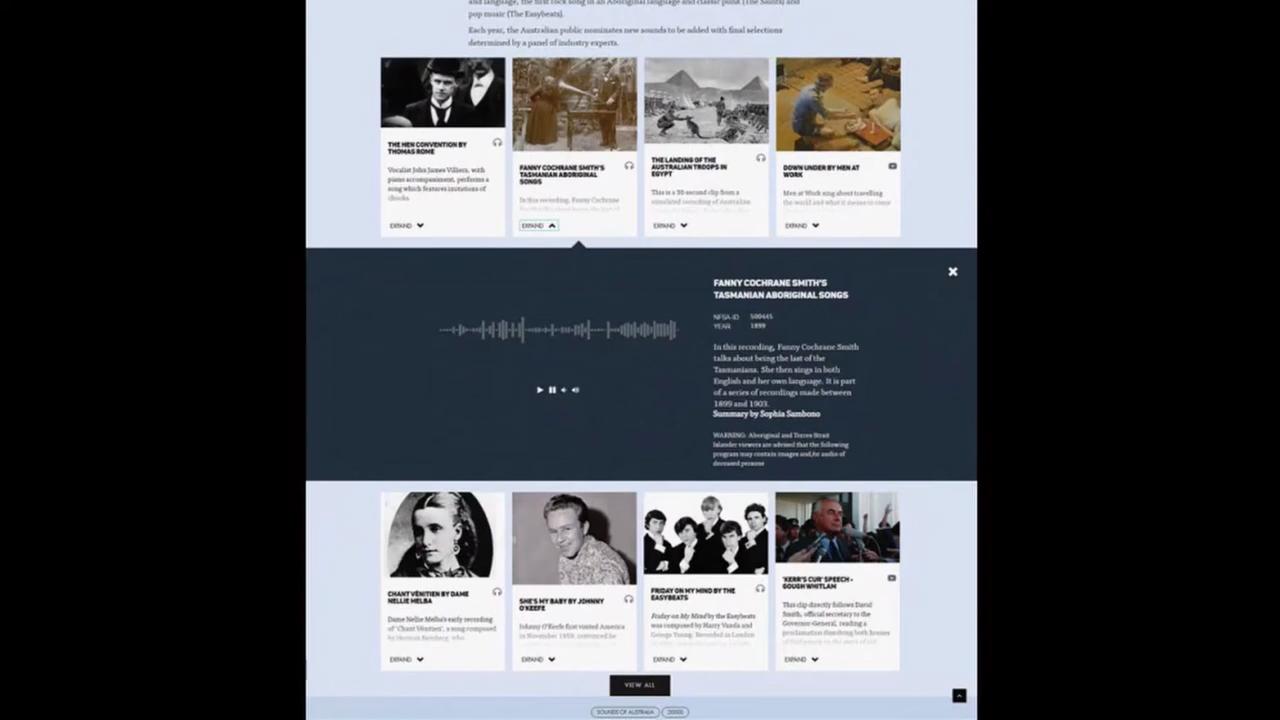 and language, the first rock song in an Aboriginal language and classic punk (The Saints) and
pop music (The Easybeats).
Each year, the Australian public nominates new sounds to be added with final selections
determined by a panel of industry experts.
THE HEN CONVENTION BY
THOMAS ROME
Vocalist John James Villiers, with
piano accompaniment, performs a
song which features imitations of
chooks
EXPAND
FANNY COCHRANE SMITH'S
TASMANIAN ABORIGINAL
SONGS
In this recording, Fanny Cochrane
EXPAND
THE LANDING OF THE
AUSTRALIAN TROOPS IN
EGYPT
This is a 30 second clip from a
simulated recording of Australian
EXPAND
DOWN UNDER BY MEN AT
WORK
Men at Work sing about travelling
the world and what it means to come
EXPAND
FANNY COCHRANE SMITH'S
TASMANIAN ABORIGINAL SONGS
NFSA-ID 500445
YEAR 1899
In this recording, Fanny Cochrane Smith
talks about being the last of the
Tasmanians. She then sings in both
English and her own language. It is part
of a series of recordings made between
1899 and 1903.
Summary by Sophia Sambono
WARNING: Aboriginal and Torres Strait
Islander viewers are advised that the following
program may contain images and/or audio of
deceased persons
CHANT VÉNITIEN BY DAME
NELLIE MELBA
Dame Nellie Melba's early recording
of 'Chant Vénitien', a song composed
by Herman Bemberg, who
EXPAND
SHE'S MY BABY BY JOHNNY
O'KEEFE
Johnny O'Keefe first visited America
in November 1959, convinced he
EXPAND
FRIDAY ON MY MIND BY THE
EASYBEATS
Friday on My Mind by the Easybeats
was composed by Harry Vanda and
George Young. Recorded in London
EXPAND
'KERR'S CUR' SPEECH -
GOUGH WHITLAM
This clip directly follows David
Smith, official secretary to the
Governor-General, reading a
proclamation dissolving both houses
EXPAND
VIEW ALL
SOUNDS OF AUSTRALIA